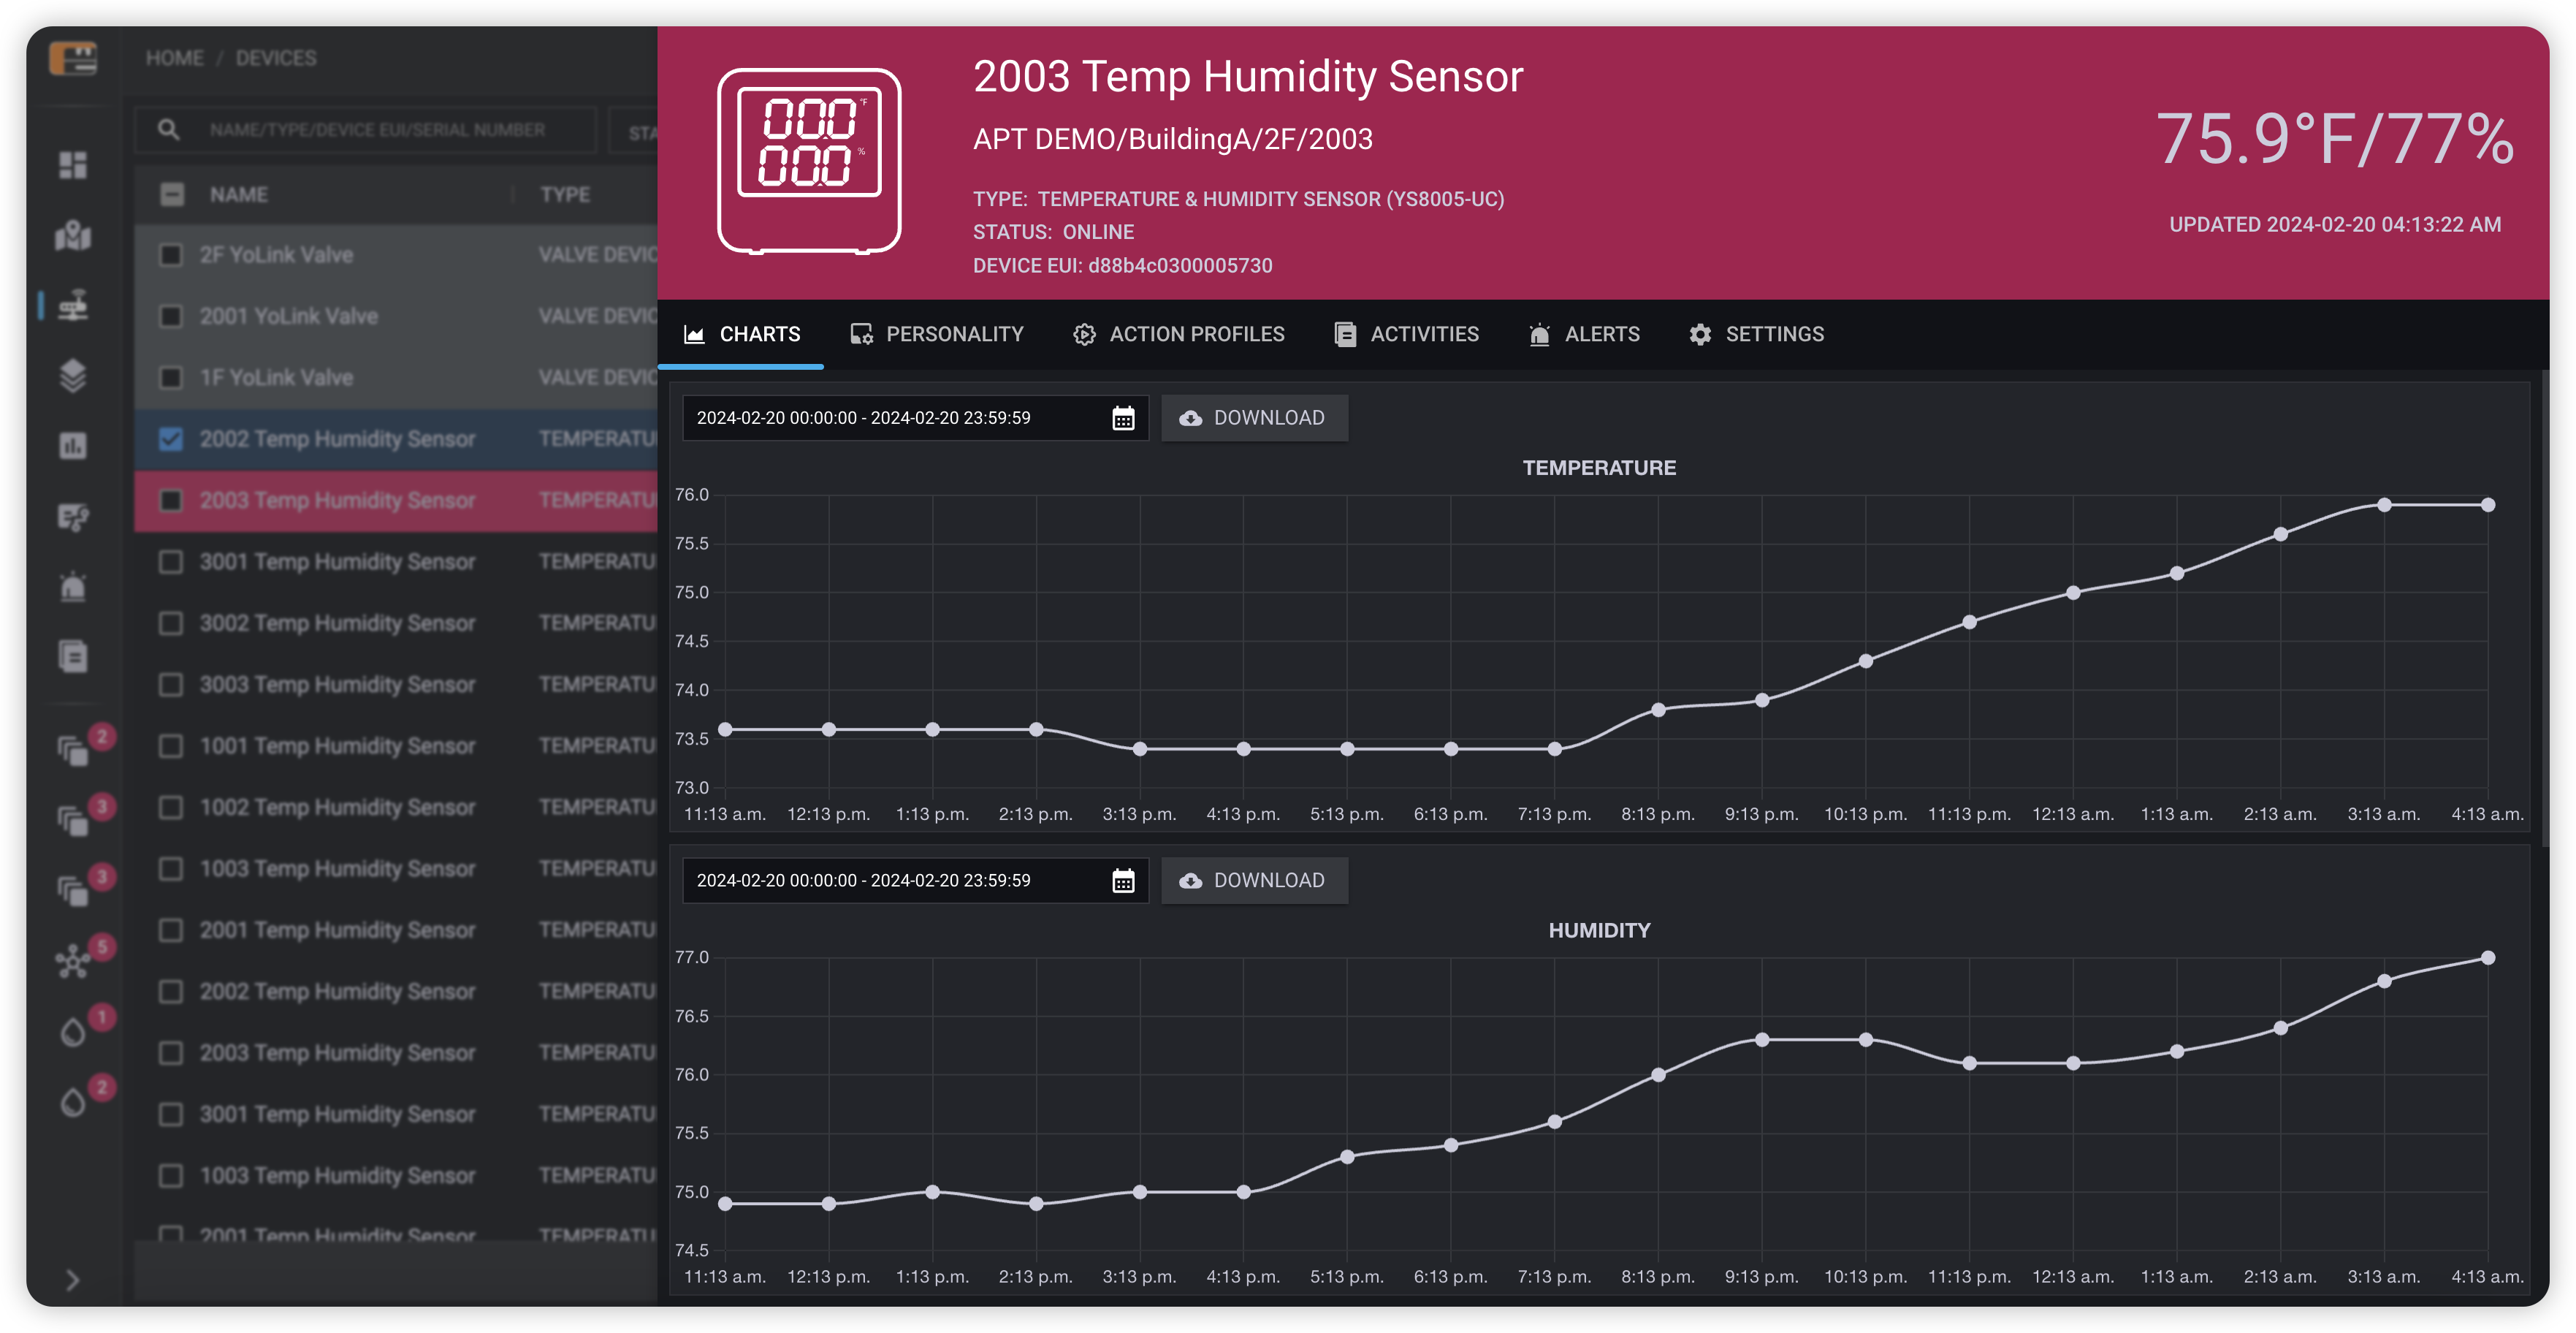 HOME / DEVICES
NAME/TYPE/DEVICE EUI/SERIAL NUMBER
STA
NAME
TYPE
2F YoLink Valve VALVE DEVIC
2001 YoLink Valve VALVE DEVIC
1F YoLink Valve VALVE DEVIC
2002 Temp Humidity Sensor TEMPERATU
2003 Temp Humidity Sensor TEMPERATU
3001 Temp Humidity Sensor TEMPERATU
3002 Temp Humidity Sensor TEMPERATU
3003 Temp Humidity Sensor TEMPERATU
1001 Temp Humidity Sensor TEMPERATU
1002 Temp Humidity Sensor TEMPERATU
1003 Temp Humidity Sensor TEMPERATU
2001 Temp Humidity Sensor TEMPERATU
2002 Temp Humidity Sensor TEMPERATU
2003 Temp Humidity Sensor TEMPERATU
3001 Temp Humidity Sensor TEMPERATU
1003 Temp Humidity Sensor TEMPERATU
2001 Temp Humidity Sensor TEMPERATU
2
3
3
5
1
2
000 °F
000 %
2003 Temp Humidity Sensor
APT DEMO/BuildingA/2F/2003
TYPE: TEMPERATURE & HUMIDITY SENSOR (YS8005-UC)
STATUS: ONLINE
DEVICE EUI: d88b4c0300005730
75.9°F/77%
UPDATED 2024-02-20 04:13:22 AM
CHARTS PERSONALITY ACTION PROFILES ACTIVITIES ALERTS SETTINGS
2024-02-20 00:00:00 - 2024-02-20 23:59:59
DOWNLOAD
TEMPERATURE
76.0
75.5
75.0
74.5
74.0
73.5
73.0
11:13 a.m. 12:13 p.m. 1:13 p.m. 2:13 p.m. 3:13 p.m. 4:13 p.m. 5:13 p.m. 6:13 p.m. 7:13 p.m. 8:13 p.m. 9:13 p.m. 10:13 p.m. 11:13 p.m. 12:13 a.m. 1:13 a.m. 2:13 a.m. 3:13 a.m. 4:13 a.m.
2024-02-20 00:00:00 - 2024-02-20 23:59:59
DOWNLOAD
HUMIDITY
77.0
76.5
76.0
75.5
75.0
74.5
11:13 a.m. 12:13 p.m. 1:13 p.m. 2:13 p.m. 3:13 p.m. 4:13 p.m. 5:13 p.m. 6:13 p.m. 7:13 p.m. 8:13 p.m. 9:13 p.m. 10:13 p.m. 11:13 p.m. 12:13 a.m. 1:13 a.m. 2:13 a.m. 3:13 a.m. 4:13 a.m.